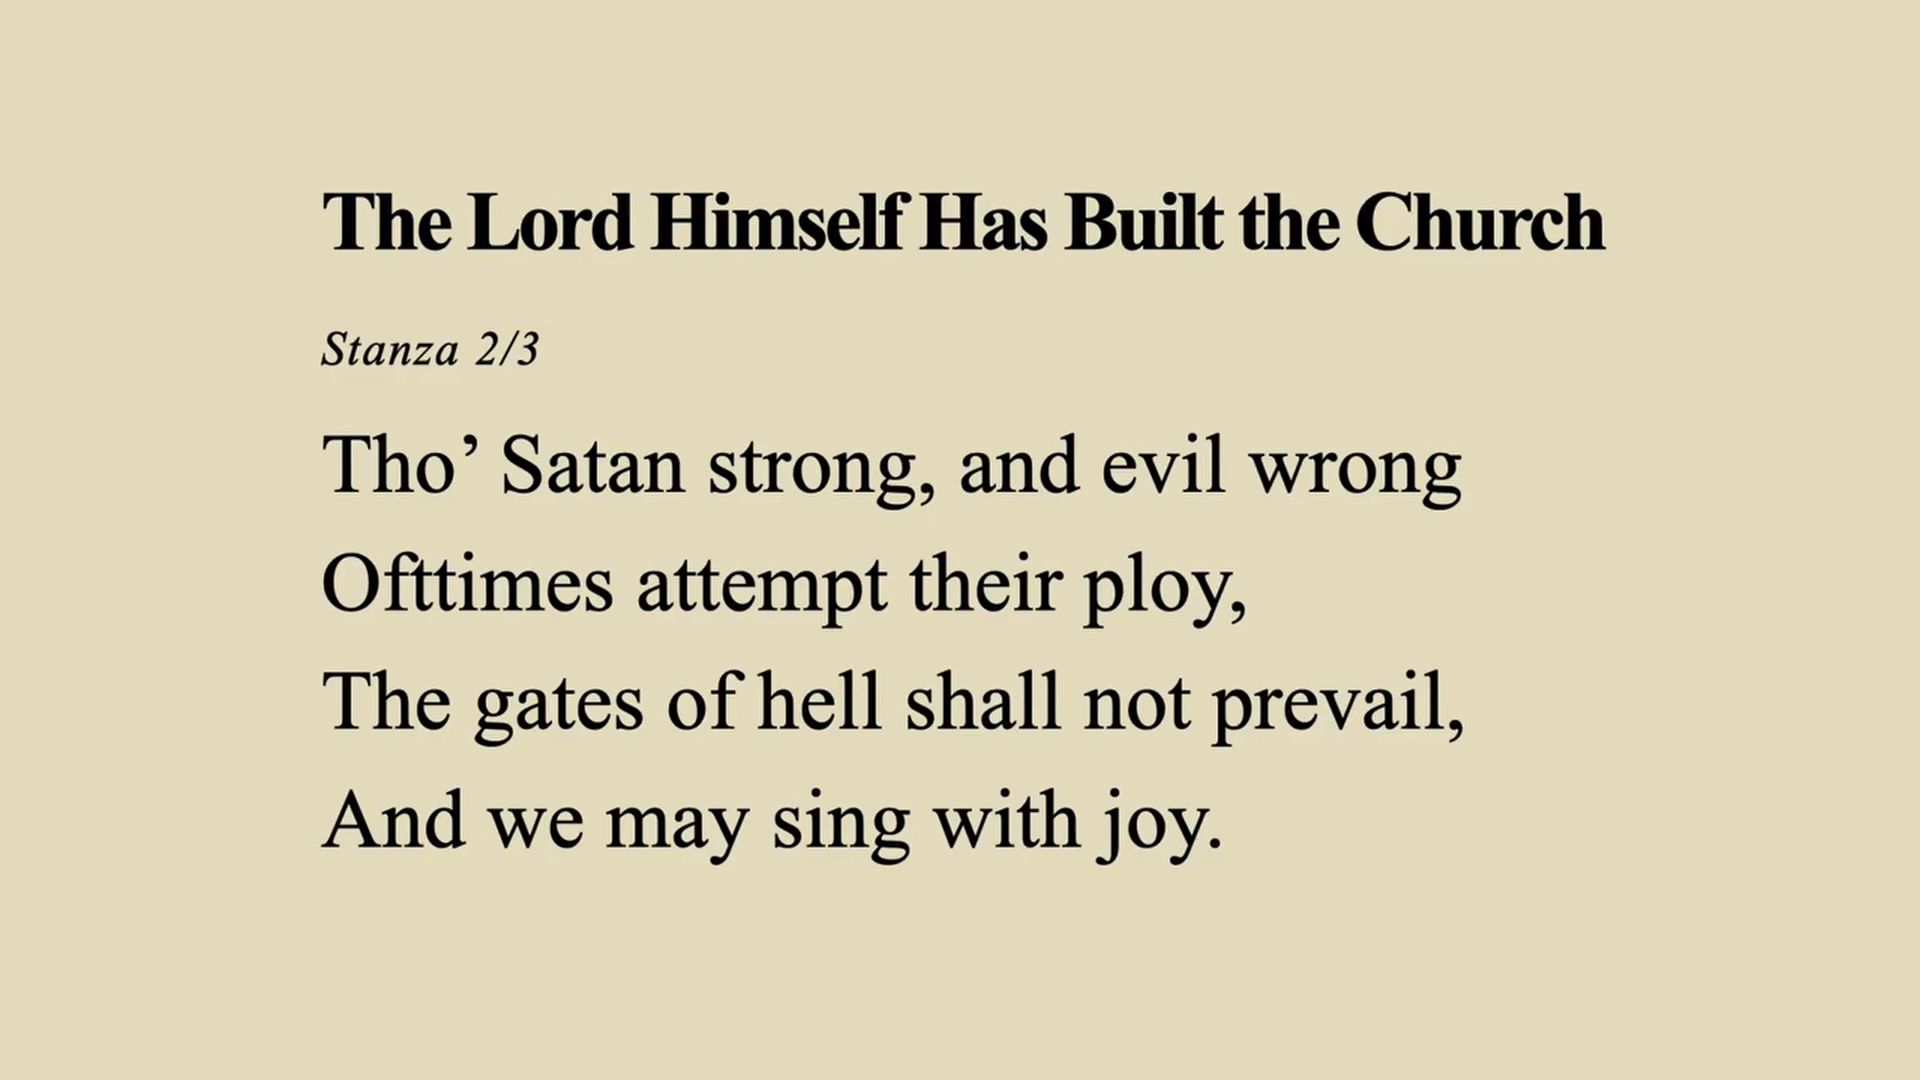 The Lord Himself Has Built the Church
Stanza 2/3
Tho’ Satan strong, and evil wrong
Ofttimes attempt their ploy,
The gates of hell shall not prevail,
And we may sing with joy.